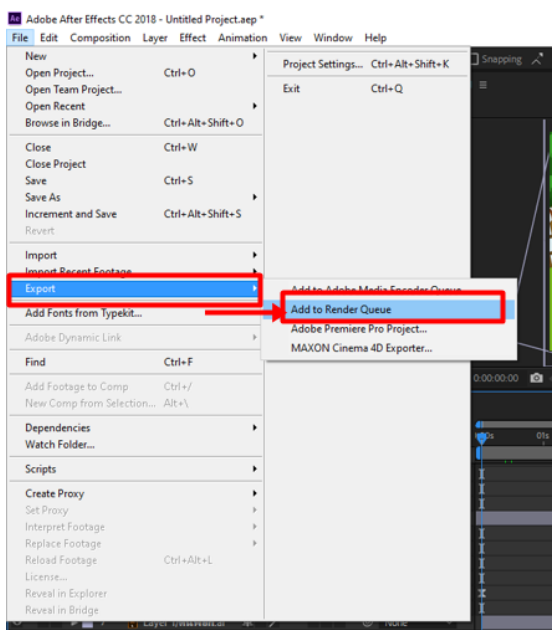 Ae Adobe After Effects CC 2018 - Untitled Project.aep *
File Edit Composition Layer Effect Animation View Window Help
New
Open Project... Ctrl+O
Open Team Project...
Open Recent
Browse in Bridge... Ctrl+Alt+Shift+O
Close Ctrl+W
Close Project
Save Ctrl+S
Save As
Increment and Save Ctrl+Alt+Shift+S
Revert
Import
Import Recent Footage
Export
Add Fonts from Typekit...
Adobe Dynamic Link
Find Ctrl+F
Add Footage to Comp Ctrl+/
New Comp from Selection... Alt+\
Dependencies
Watch Folder...
Scripts
Create Proxy
Set Proxy
Interpret Footage
Replace Footage
Reload Footage Ctrl+Alt+L
License...
Reveal in Explorer
Reveal in Bridge
Project Settings... Ctrl+Alt+Shift+K
Exit Ctrl+Q
Add to Adobe Media Encoder Queue
Add to Render Queue
Adobe Premiere Pro Project...
MAXON Cinema 4D Exporter...
Snapping
0:00:00:00
01s
None